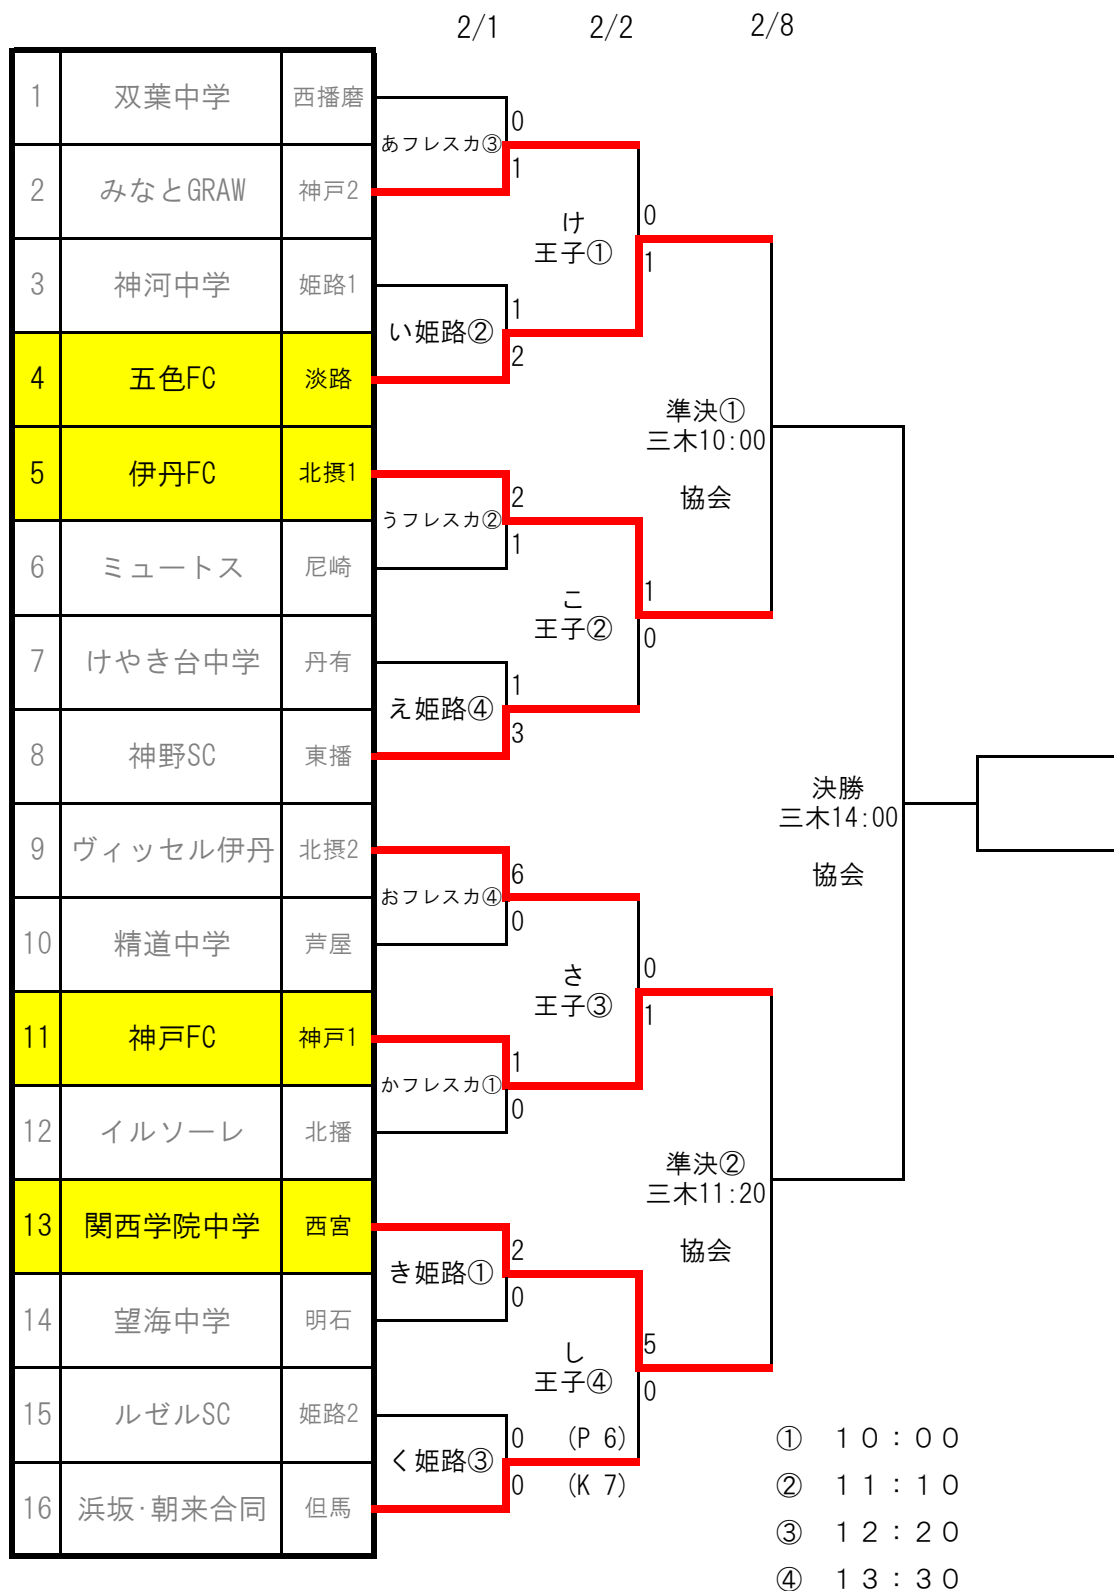 2/1 2/2 2/8
1 双葉中学 西播磨
0
あフレスカ③
1
2 みなとGRAW 神戸2
け
王子①
0
1
3 神河中学 姫路1
1
い姫路②
2
4 五色FC 淡路
準決①
三木10:00
協会
5 伊丹FC 北摂1
2
うフレスカ②
1
6 ミュートス 尼崎
こ
王子②
1
0
7 けやき台中学 丹有
1
え姫路④
3
8 神野SC 東播
決勝
三木14:00
協会
9 ヴィッセル伊丹 北摂2
6
おフレスカ④
0
10 精道中学 芦屋
さ
王子③
0
1
11 神戸FC 神戸1
1
かフレスカ①
0
12 イルソーレ 北播
準決②
三木11:20
協会
13 関西学院中学 西宮
2
き姫路①
0
14 望海中学 明石
し
王子④
5
0
15 ルゼルSC 姫路2
0 (P 6)
く姫路③
0 (K 7)
16 浜坂·朝来合同 但馬
① 10:00
② 11:10
③ 12:20
④ 13:30